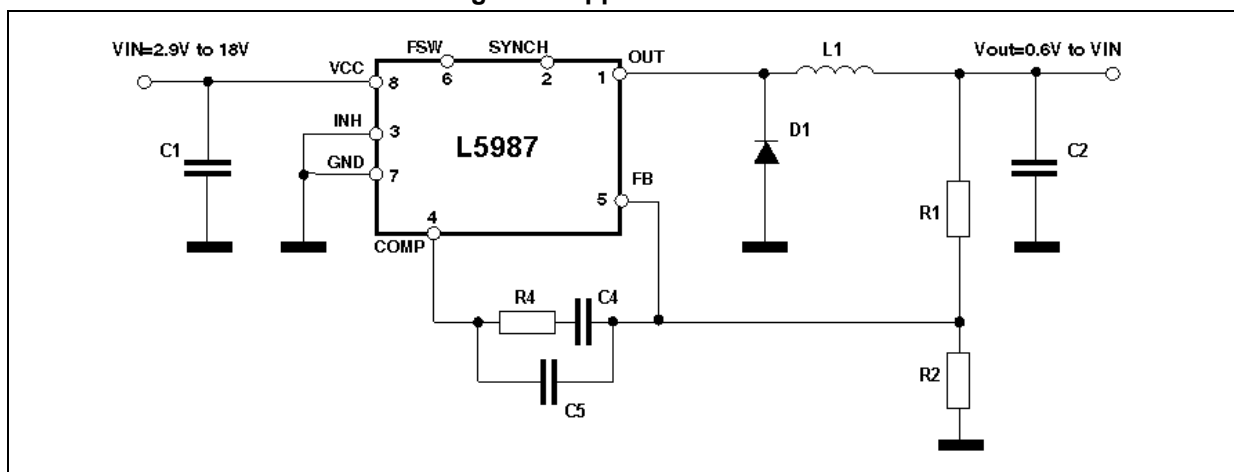 VIN=2.9V to 18V
FSW
SYNCH
L1
Vout=0.6V to VIN
VCC
6
2
OUT
8
1
INH
3
D1
C1
L5987
C2
GND
7
FB
5
R1
4
COMP
R4
C4
R2
C5